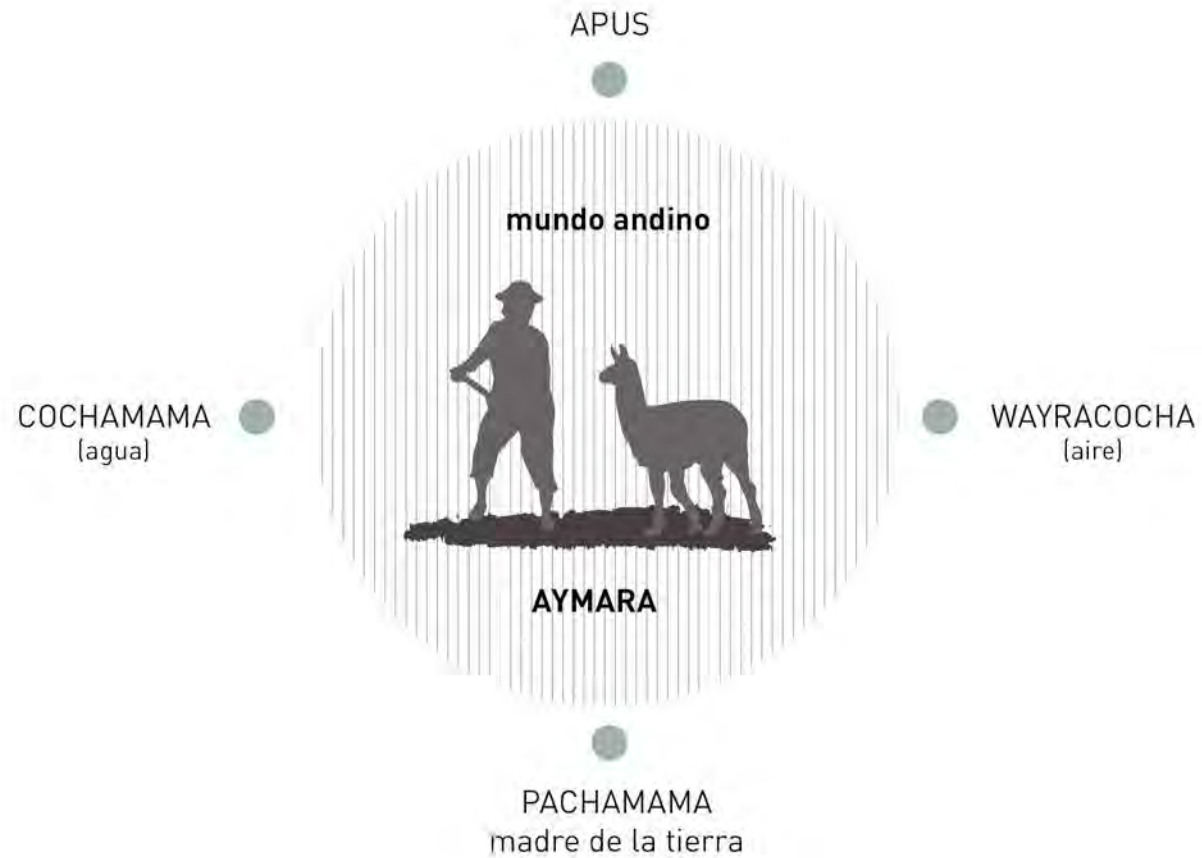 APUS
mundo andino
COCHAMAMA
(agua)
WAYRACOCHA
(aire)
AYMARA
PACHAMAMA
madre de la tierra